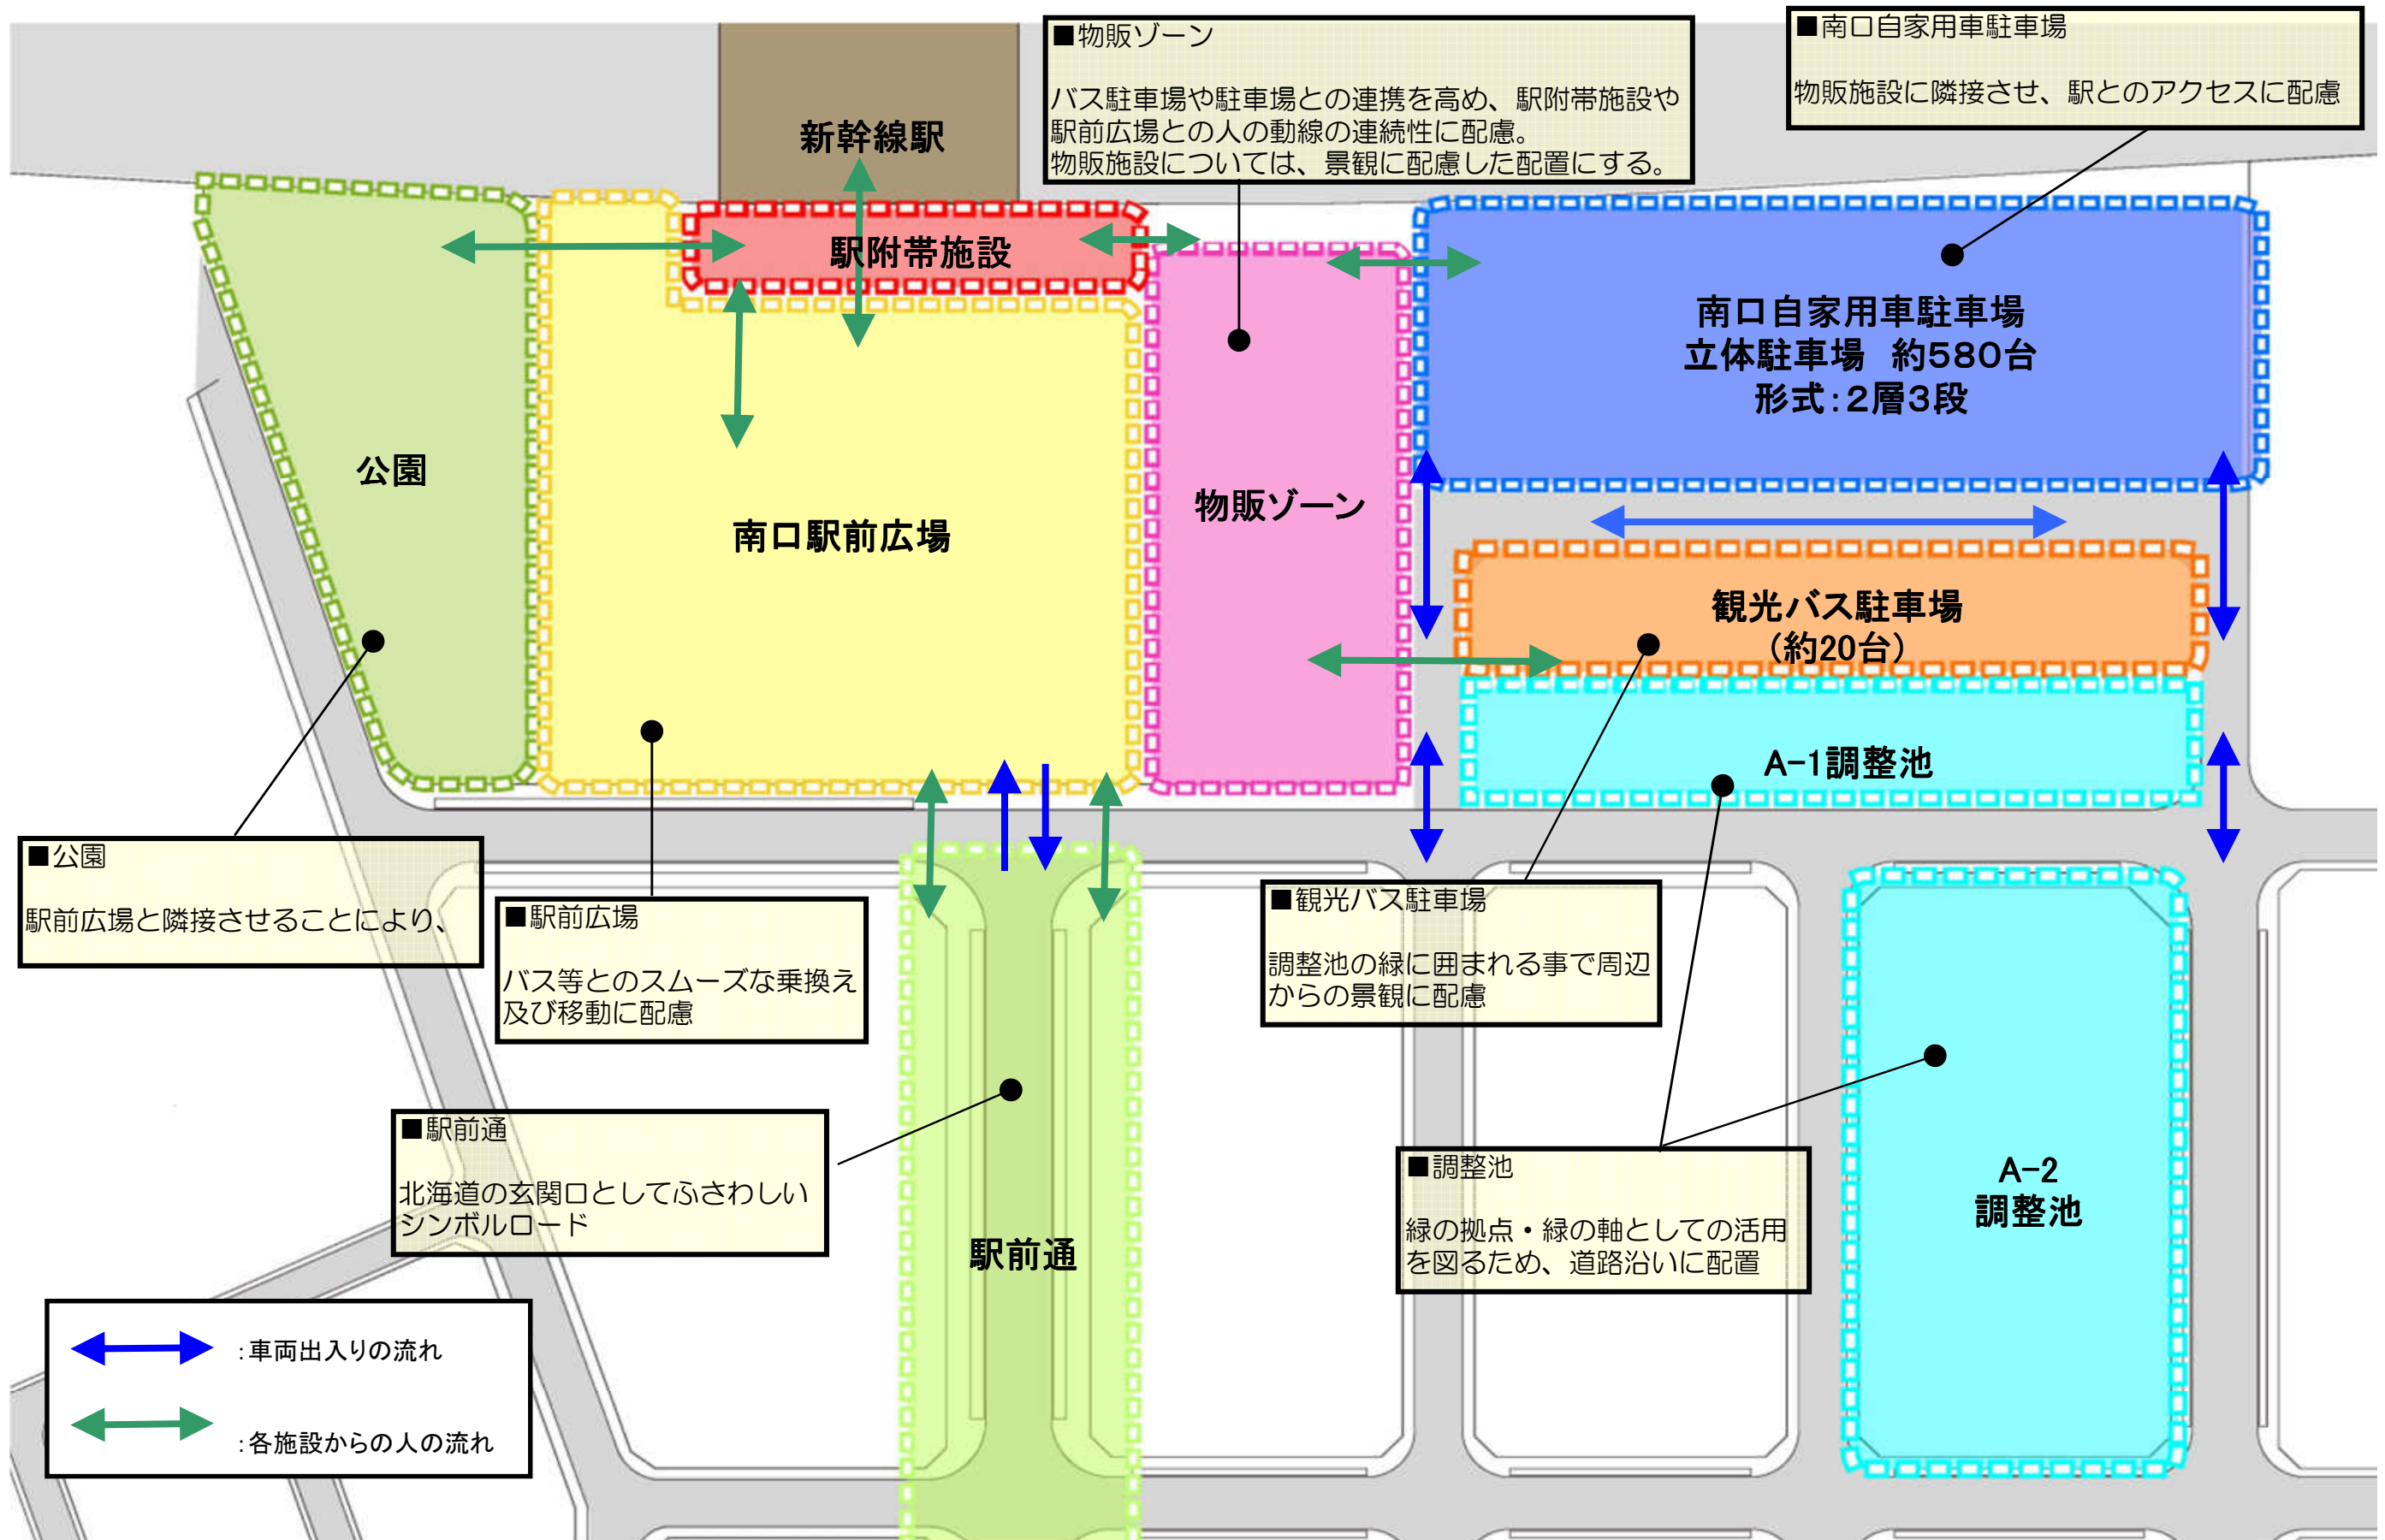 ■物販ゾーン
バス駐車場や駐車場との連携を高め、駅附帯施設や
駅前広場との人の動線の連続性に配慮。
物販施設については、景観に配慮した配置にする。
■南口自家用車駐車場
物販施設に隣接させ、駅とのアクセスに配慮
新幹線駅
駅附帯施設
南口自家用車駐車場
立体駐車場　約580台
形式：2層3段
公園
南口駅前広場
物販ゾーン
観光バス駐車場
（約20台）
A-1調整池
■公園
駅前広場と隣接させることにより、
■駅前広場
バス等とのスムーズな乗換え
及び移動に配慮
■観光バス駐車場
調整池の緑に囲まれる事で周辺
からの景観に配慮
■駅前通
北海道の玄関口としてふさわしい
シンボルロード
駅前通
■調整池
緑の拠点・緑の軸としての活用
を図るため、道路沿いに配置
A-2
調整池
：車両出入りの流れ
：各施設からの人の流れ